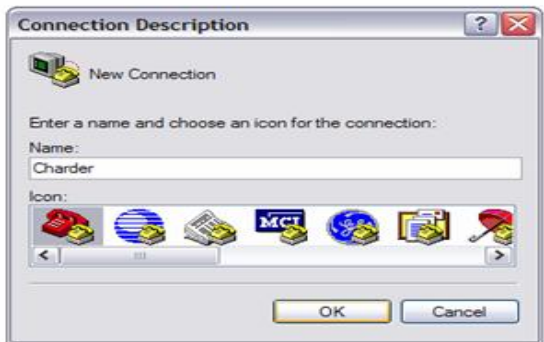 Connection Description
New Connection
Enter a name and choose an icon for the connection:
Name:
Charder
Icon:
MCI
OK Cancel